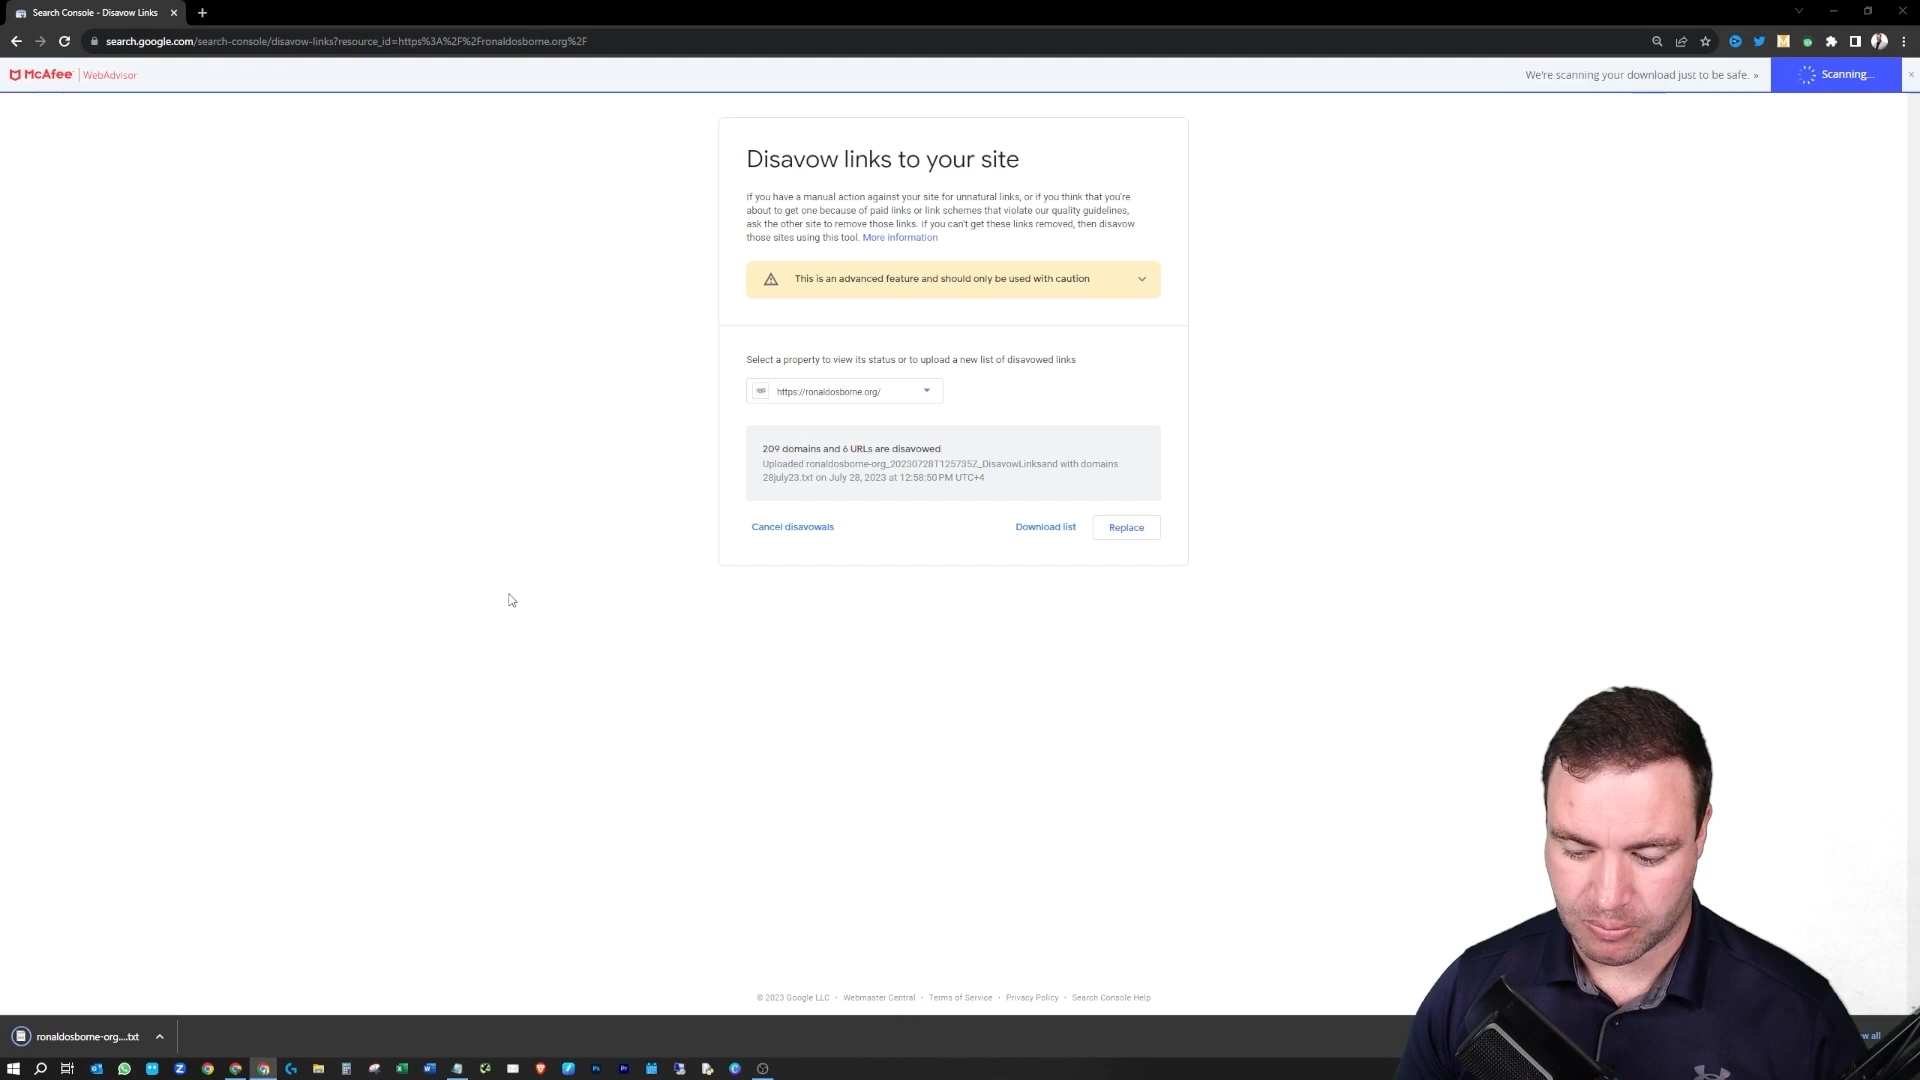 Search Console - Disavow Links
search.google.com/search-console/disavow-links?resource_id=https%3A%2F%2Fronaldosborne.org%2F
McAfee | WebAdvisor
We're scanning your download just to be safe. »
Scanning...
Disavow links to your site
If you have a manual action against your site for unnatural links, or if you think that you're
about to get one because of paid links or link schemes that violate our quality guidelines,
ask the other site to remove those links. If you can't get these links removed, then disavow
those sites using this tool. More information
This is an advanced feature and should only be used with caution
Select a property to view its status or to upload a new list of disavowed links
https://ronaldosborne.org/
209 domains and 6 URLs are disavowed
Uploaded ronaldosborne-org_20230728T125735Z_DisavowLinksand with domains
28july23.txt on July 28, 2023 at 12:58:50 PM UTC+4
Cancel disavowals
Download list
Replace
© 2023 Google LLC • Webmaster Central • Terms of Service • Privacy Policy • Search Console Help
ronaldosborne-org....txt
all